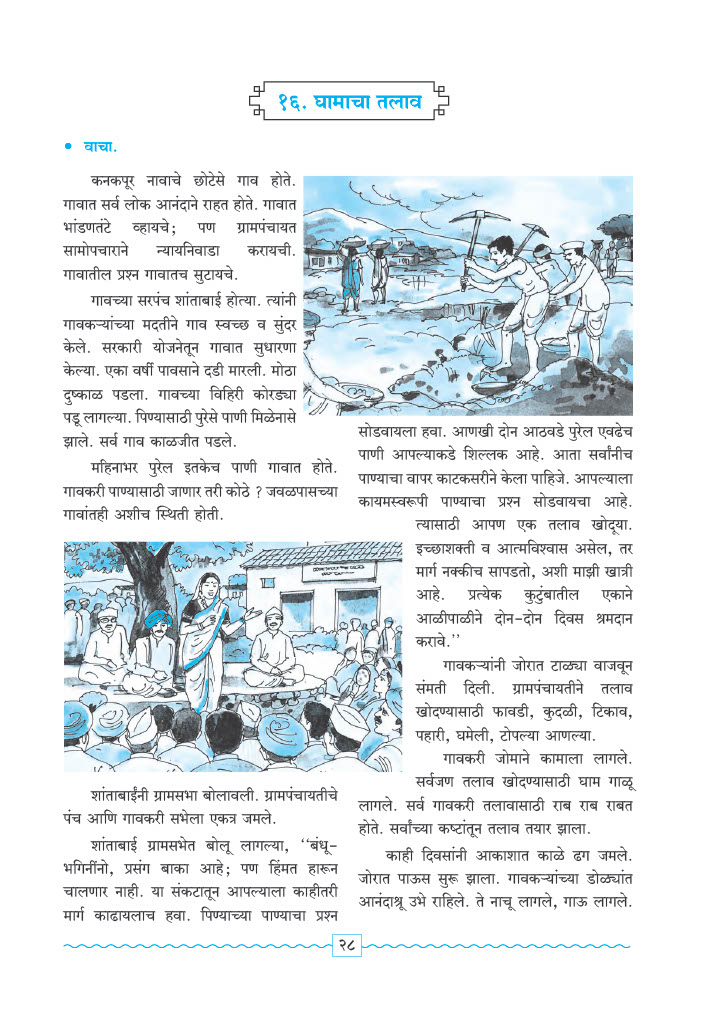 १६. घामाचा तलाव
• वाचा.
कनकपूर नावाचे छोटेसे गाव होते.
गावात सर्व लोक आनंदाने राहत होते. गावात
भांडणतंटे व्हायचे; पण ग्रामपंचायत
सामोपचाराने न्यायनिवाडा करायची.
गावातील प्रश्न गावातच सुटायचे.
गावच्या सरपंच शांताबाई होत्या. त्यांनी
गावकऱ्यांच्या मदतीने गाव स्वच्छ व सुंदर
केले. सरकारी योजनेतून गावात सुधारणा
केल्या. एका वर्षी पावसाने दडी मारली. मोठा
दुष्काळ पडला. गावच्या विहिरी कोरड्या
पडू लागल्या. पिण्यासाठी पुरेसे पाणी मिळेनासे
झाले. सर्व गाव काळजीत पडले.
महिनाभर पुरेल इतकेच पाणी गावात होते.
गावकरी पाण्यासाठी जाणार तरी कोठे ? जवळपासच्या
गावांतही अशीच स्थिती होती.
शांताबाईंनी ग्रामसभा बोलावली. ग्रामपंचायतीचे
पंच आणि गावकरी सभेला एकत्र जमले.
शांताबाई ग्रामसभेत बोलू लागल्या, ‘‘बंधू-
भगिनींनो, प्रसंग बाका आहे; पण हिंमत हारून
चालणार नाही. या संकटातून आपल्याला काहीतरी
मार्ग काढायलाच हवा. पिण्याच्या पाण्याचा प्रश्न
सोडवायला हवा. आणखी दोन आठवडे पुरेल एवढेच
पाणी आपल्याकडे शिल्लक आहे. आता सर्वांनीच
पाण्याचा वापर काटकसरीने केला पाहिजे. आपल्याला
कायमस्वरूपी पाण्याचा प्रश्न सोडवायचा आहे.
त्यासाठी आपण एक तलाव खोदूया.
इच्छाशक्ती व आत्मविश्वास असेल, तर
मार्ग नक्कीच सापडतो, अशी माझी खात्री
आहे. प्रत्येक कुटुंबातील एकाने
आळीपाळीने दोन-दोन दिवस श्रमदान
करावे.’’
गावकऱ्यांनी जोरात टाळ्या वाजवून
संमती दिली. ग्रामपंचायतीने तलाव
खोदण्यासाठी फावडी, कुदळी, टिकाव,
पहारी, घमेली, टोपल्या आणल्या.
गावकरी जोमाने कामाला लागले.
सर्वजण तलाव खोदण्यासाठी घाम गाळू
लागले. सर्व गावकरी तलावासाठी राब राब राबत
होते. सर्वांच्या कष्टांतून तलाव तयार झाला.
काही दिवसांनी आकाशात काळे ढग जमले.
जोरात पाऊस सुरू झाला. गावकऱ्यांच्या डोळ्यांत
आनंदाश्रू उभे राहिले. ते नाचू लागले, गाऊ लागले.
२८